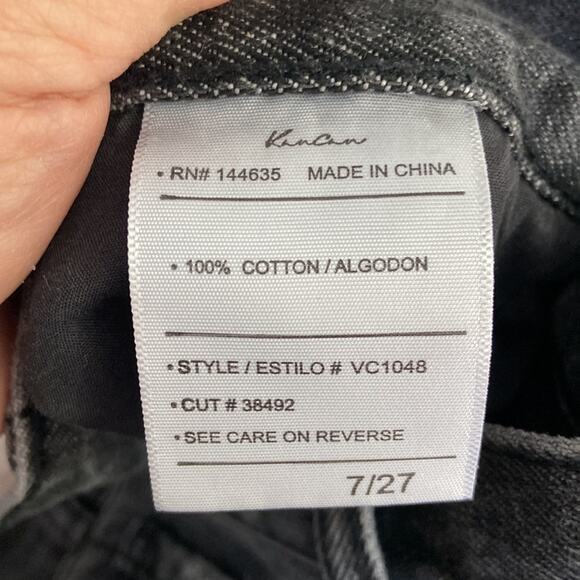 KanCan
• RN# 144635 MADE IN CHINA
• 100% COTTON / ALGODON
• STYLE / ESTILO # VC1048
• CUT # 38492
• SEE CARE ON REVERSE
7/27